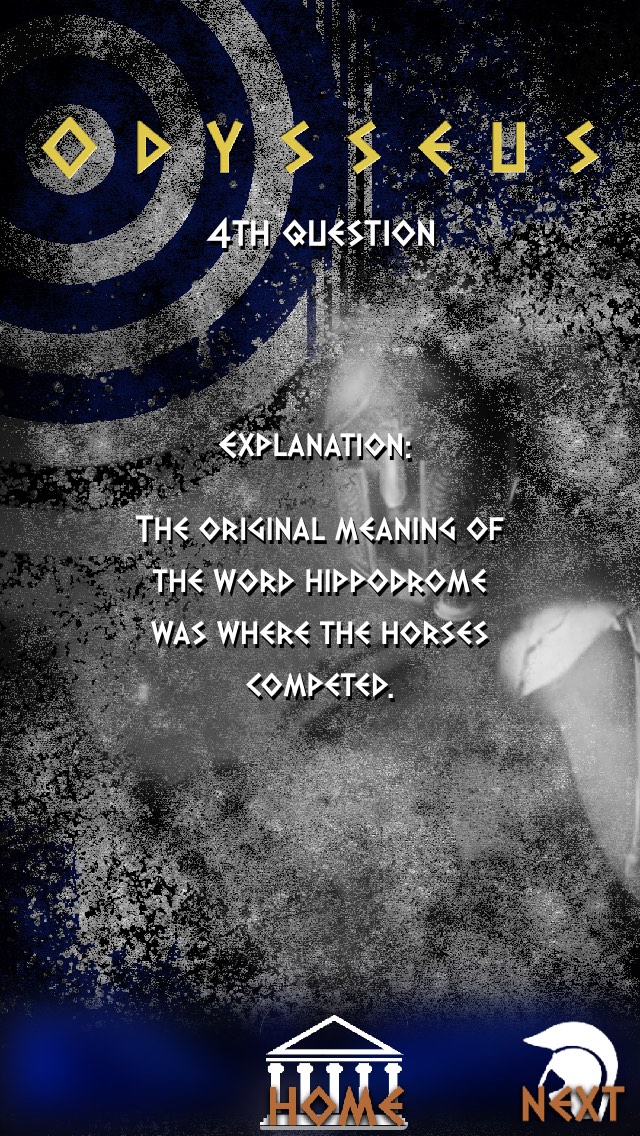 ODYSSEUS
4TH QUESTION
EXPLANATION:
THE ORIGINAL MEANING OF
THE WORD HIPPODROME
WAS WHERE THE HORSES
COMPETED.
HOME
NEXT